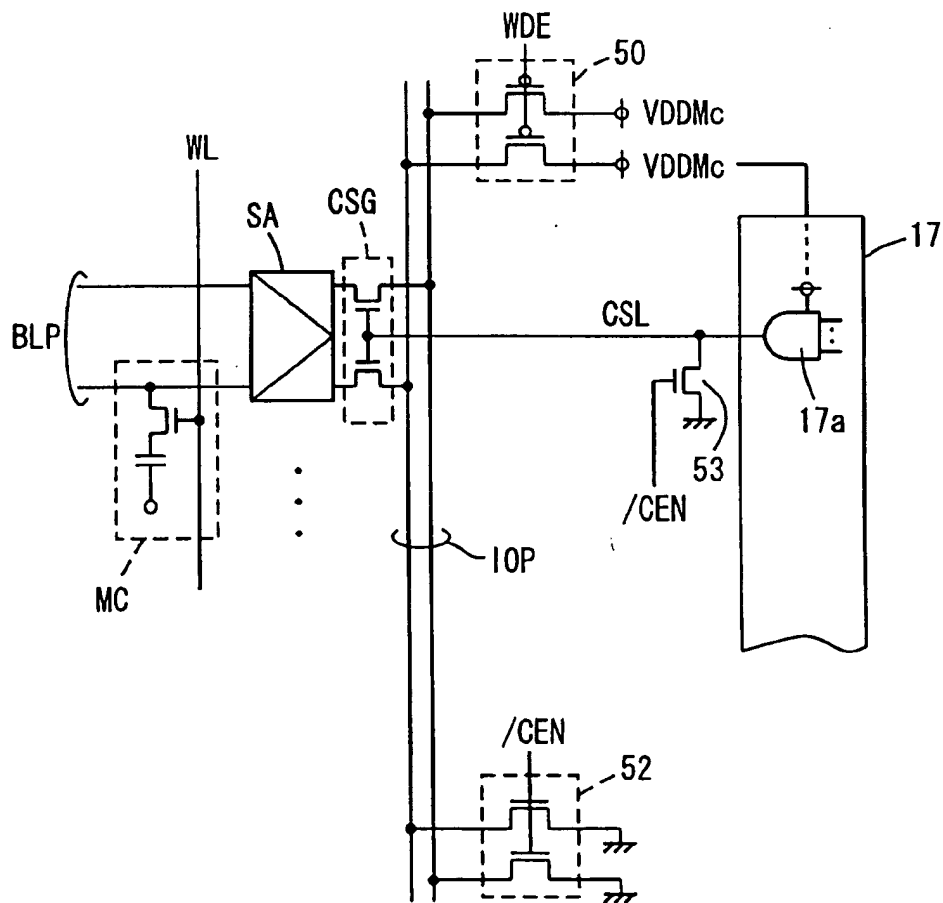 WDE
50
VDDMc
WL
VDDMc
SA
CSG
17
CSL
BLP
17a
53
/CEN
IOP
MC
/CEN
52